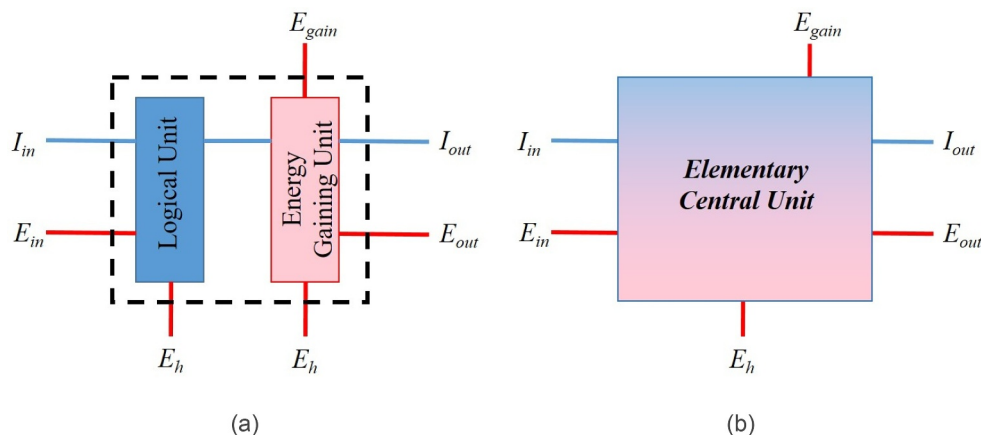 E_gain
I_in
Logical Unit
Energy
Gaining Unit
I_out
E_in
E_out
E_h
E_h
(a)
E_gain
I_in
Elementary
Central Unit
I_out
E_in
E_out
E_h
(b)